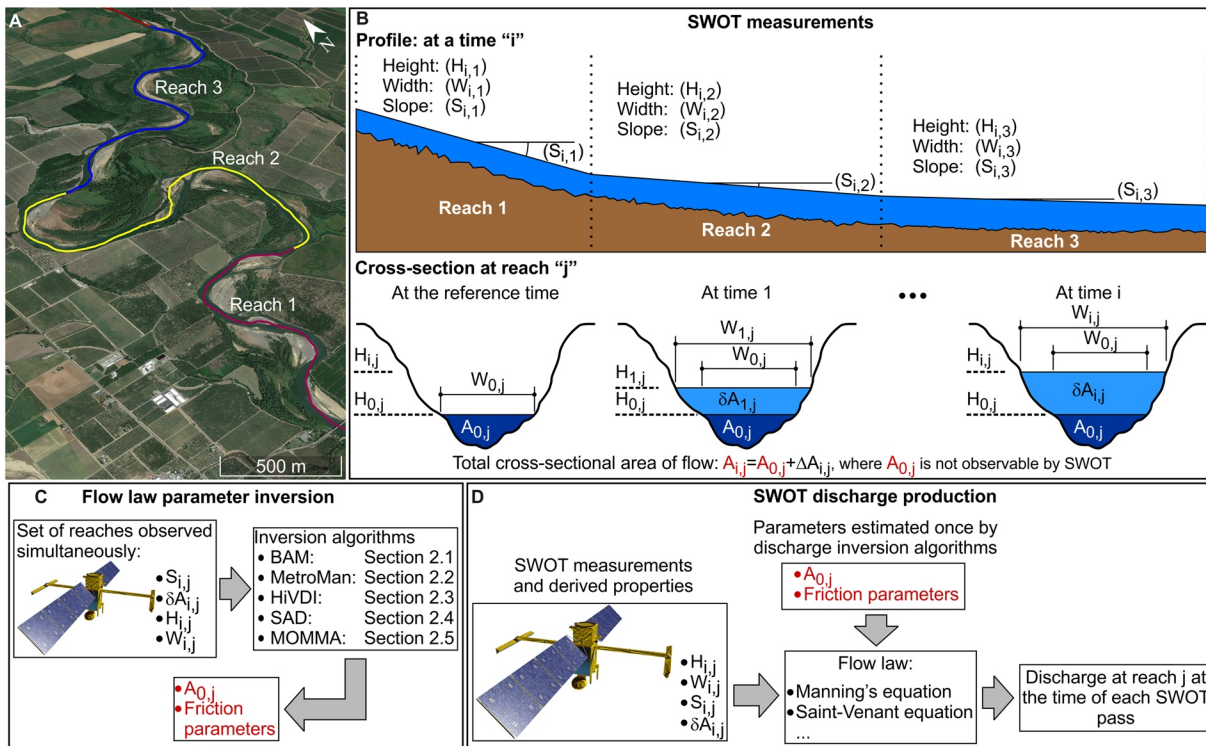 A
N
Reach 3
Reach 2
Reach 1
500 m
B
SWOT measurements
Profile: at a time “i”
Height: (Hi,1)
Width: (Wi,1)
Slope: (Si,1)
Height: (Hi,2)
Width: (Wi,2)
Slope: (Si,2)
Height: (Hi,3)
Width: (Wi,3)
Slope: (Si,3)
(Si,1)
(Si,2)
(Si,3)
Reach 1
Reach 2
Reach 3
Cross-section at reach “j”
At the reference time
At time 1
•••
At time i
Hi,j
H0,j
W0,j
A0,j
W1,j
W0,j
H1,j
H0,j
δA1,j
A0,j
Wi,j
W0,j
Hi,j
H0,j
δAi,j
A0,j
Total cross-sectional area of flow: Ai,j=A0,j+ΔAi,j, where A0,j is not observable by SWOT
C
Flow law parameter inversion
Set of reaches observed
simultaneously:
• Si,j
• δAi,j
• Hi,j
• Wi,j
Inversion algorithms
• BAM: Section 2.1
• MetroMan: Section 2.2
• HiVDI: Section 2.3
• SAD: Section 2.4
• MOMMA: Section 2.5
• A0,j
• Friction
parameters
D
SWOT discharge production
Parameters estimated once by
discharge inversion algorithms
• A0,j
• Friction parameters
SWOT measurements
and derived properties
• Hi,j
• Wi,j
• Si,j
• δAi,j
Flow law:
• Manning’s equation
• Saint-Venant equation
...
Discharge at reach j at
the time of each SWOT
pass